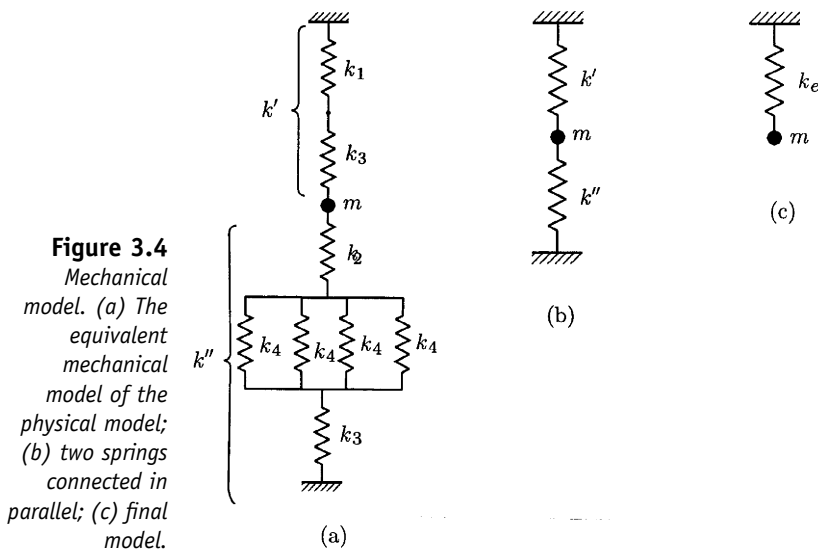 k₁
k′
k₃
m
k₂
k₄ k₄ k₄ k₄
k″
k₃
(a)
k′
m
k″
(b)
kₑ
m
(c)
Figure 3.4
Mechanical
model. (a) The
equivalent
mechanical
model of the
physical model;
(b) two springs
connected in
parallel; (c) final
model.